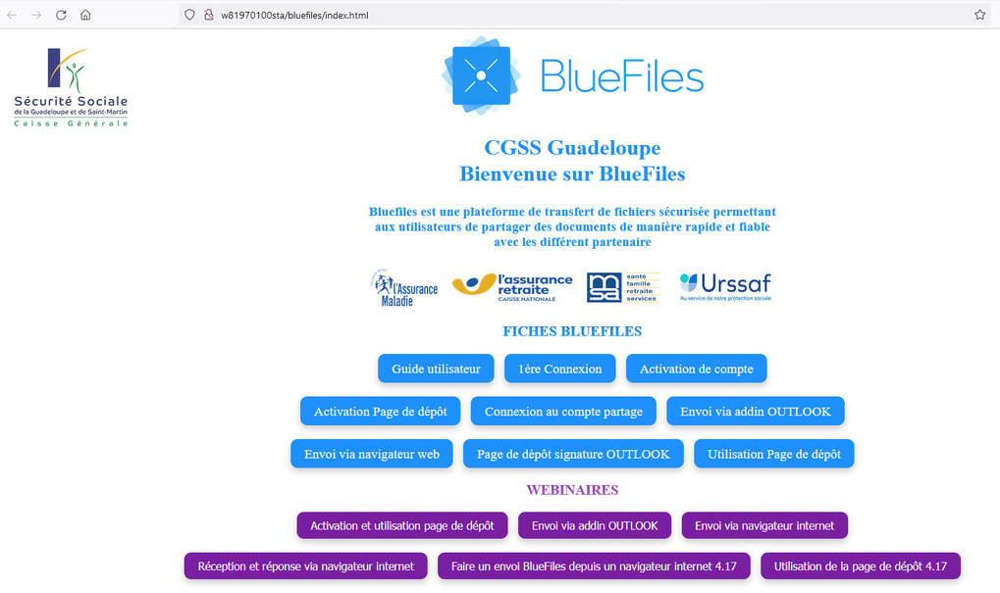 w81970100sta/bluefiles/index.html
Sécurité Sociale
de la Guadeloupe et de Saint-Martin
Caisse Générale
BlueFiles
CGSS Guadeloupe
Bienvenue sur BlueFiles
Bluefiles est une plateforme de transfert de fichiers sécurisée permettant
aux utilisateurs de partager des documents de manière rapide et fiable
avec les différent partenaire
l'Assurance
Maladie
l'assurance
retraite
CAISSE NATIONALE
msa
santé
famille
retraite
services
Urssaf
Au service de notre protection sociale
FICHES BLUEFILES
Guide utilisateur
1ère Connexion
Activation de compte
Activation Page de dépôt
Connexion au compte partage
Envoi via addin OUTLOOK
Envoi via navigateur web
Page de dépôt signature OUTLOOK
Utilisation Page de dépôt
WEBINAIRES
Activation et utilisation page de dépôt
Envoi via addin OUTLOOK
Envoi via navigateur internet
Réception et réponse via navigateur internet
Faire un envoi BlueFiles depuis un navigateur internet 4.17
Utilisation de la page de dépôt 4.17